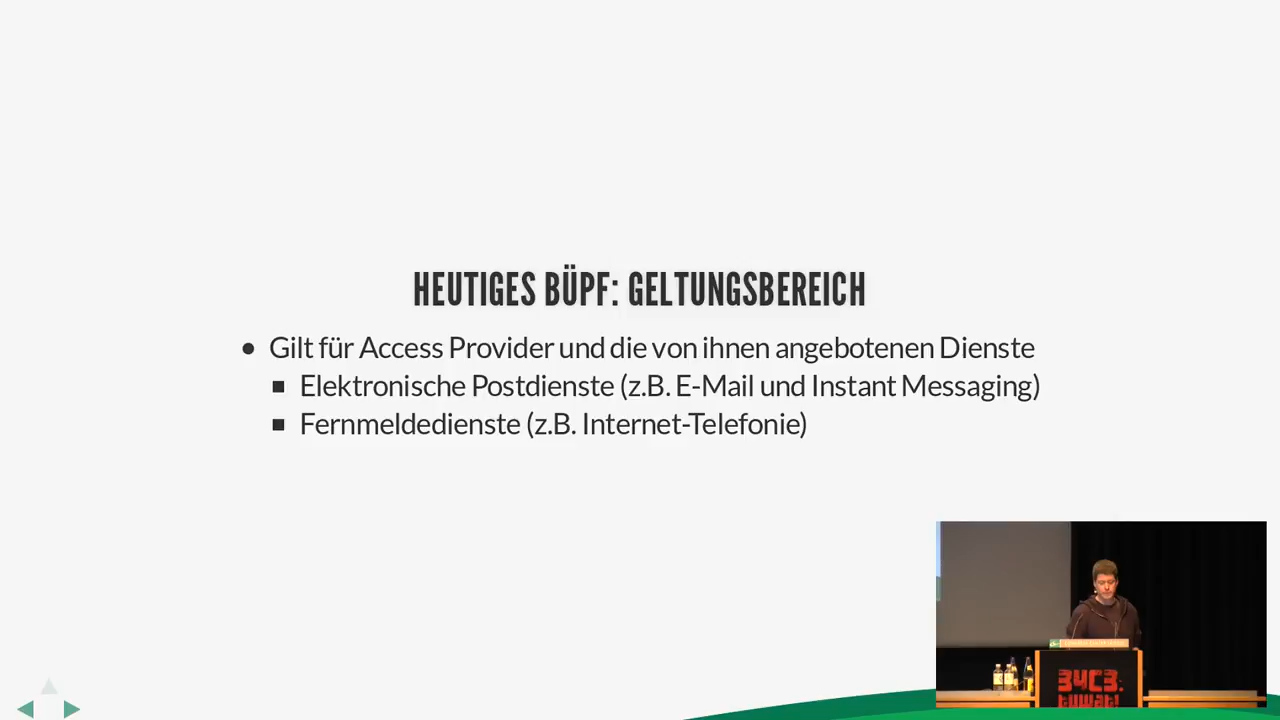 HEUTIGES BÜPF: GELTUNGSBEREICH
Gilt für Access Provider und die von ihnen angebotenen Dienste
Elektronische Postdienste (z.B. E-Mail und Instant Messaging)
Fernmeldedienste (z.B. Internet-Telefonie)
34C3.
tuwat!